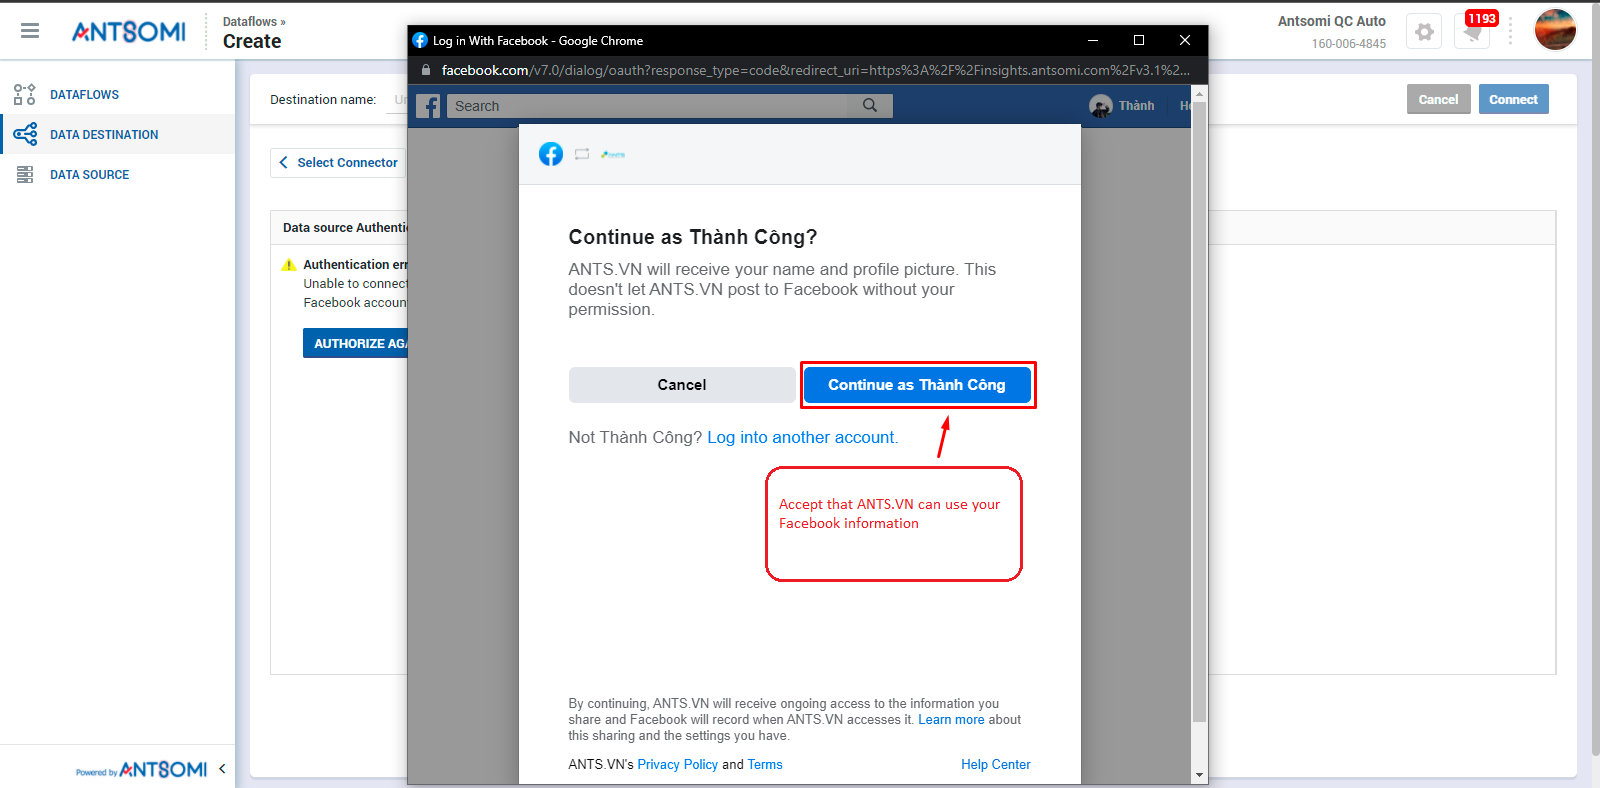 ANTSOMI
Dataflows »
Create
Antsomi QC Auto
160-006-4845
1193
DATAFLOWS
DATA DESTINATION
DATA SOURCE
Destination name:
Cancel
Connect
Select Connector
Data source
Authentication
Unable to connect
Facebook
AUTHORIZE
Log in With Facebook - Google Chrome
facebook.com/v7.0/dialog/oauth?response_type=code&redirect_uri=https%3A%2F%2Finsights.antsomi.com%2Fv3.1%2...
Search
Thành
Continue as Thành Công?
ANTS.VN will receive your name and profile picture. This
doesn't let ANTS.VN post to Facebook without your
permission.
Cancel
Continue as Thành Công
Not Thành Công? Log into another account.
Accept that ANTS.VN can use your
Facebook information
By continuing, ANTS.VN will receive ongoing access to the information you
share and Facebook will record when ANTS.VN accesses it. Learn more about
this sharing and the settings you have.
ANTS.VN's Privacy Policy and Terms
Help Center
Powered by ANTSOMI